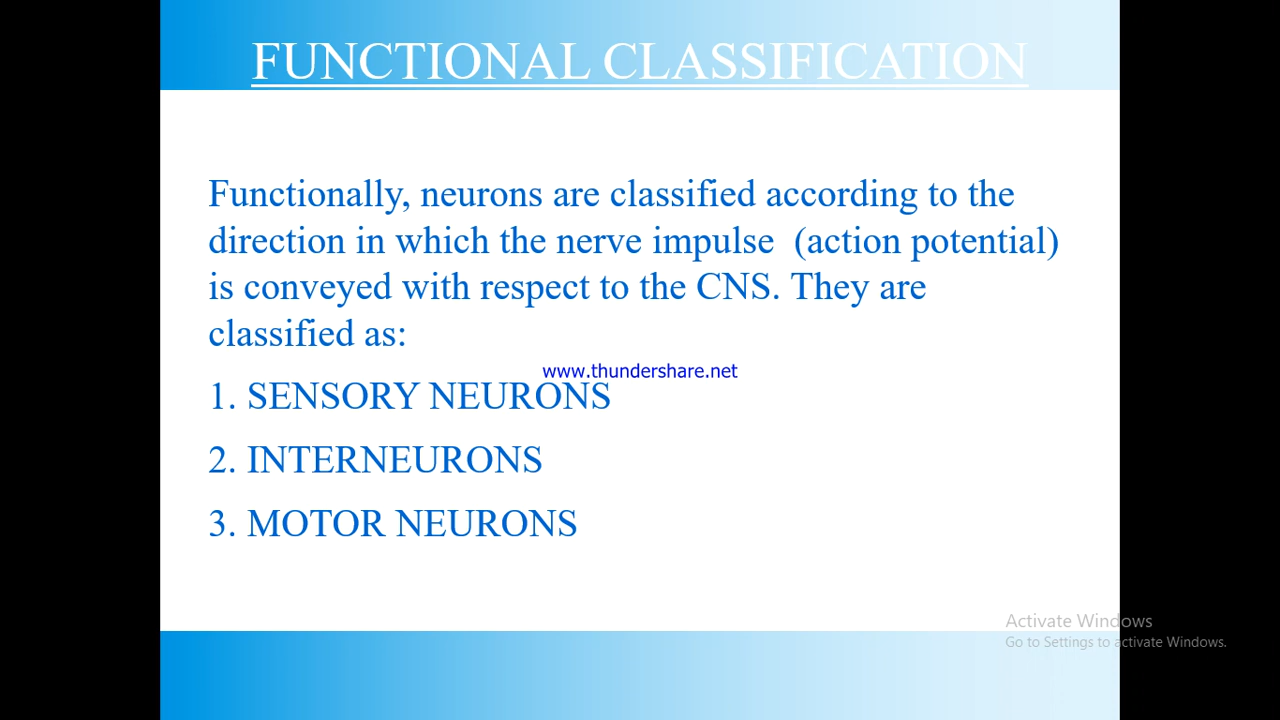 FUNCTIONAL CLASSIFICATION
Functionally, neurons are classified according to the
direction in which the nerve impulse  (action potential)
is conveyed with respect to the CNS. They are
classified as:
www.thundershare.net
1. SENSORY NEURONS
2. INTERNEURONS
3. MOTOR NEURONS
Activate Windows
Go to Settings to activate Windows.